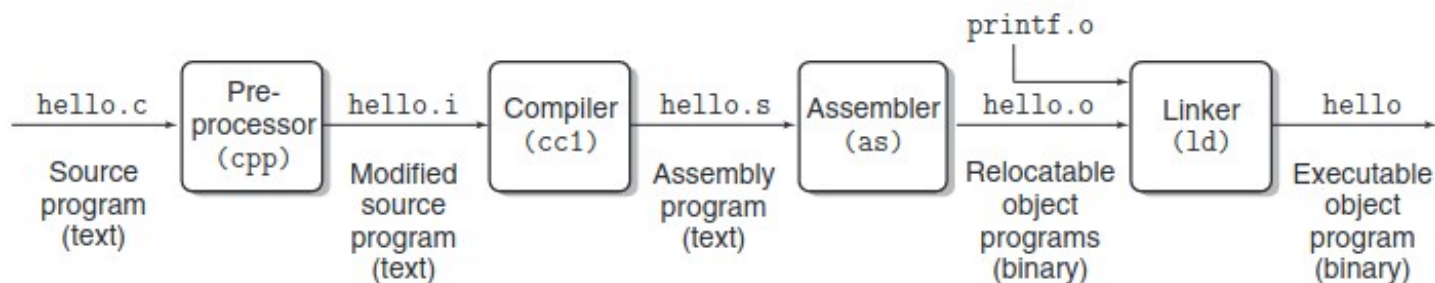 printf.o
hello.c
Pre-
processor
(cpp)
hello.i
Compiler
(cc1)
hello.s
Assembler
(as)
hello.o
Linker
(ld)
hello
Source
program
(text)
Modified
source
program
(text)
Assembly
program
(text)
Relocatable
object
programs
(binary)
Executable
object
program
(binary)